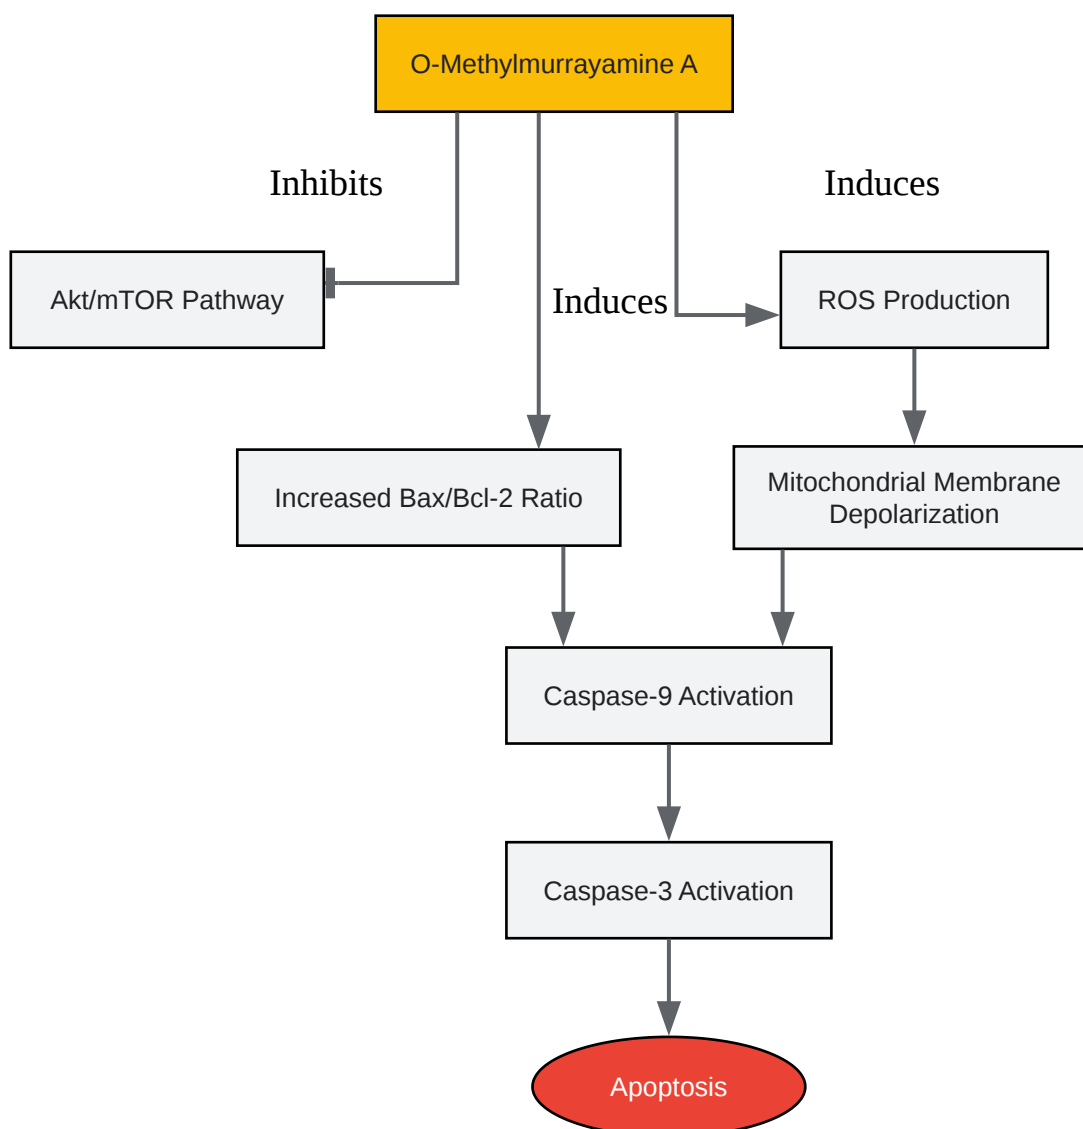 O-Methylmurrayamine A
Inhibits
Induces
Akt/mTOR Pathway
Induces
ROS Production
Increased Bax/Bcl-2 Ratio
Mitochondrial Membrane
Depolarization
Caspase-9 Activation
Caspase-3 Activation
Apoptosis